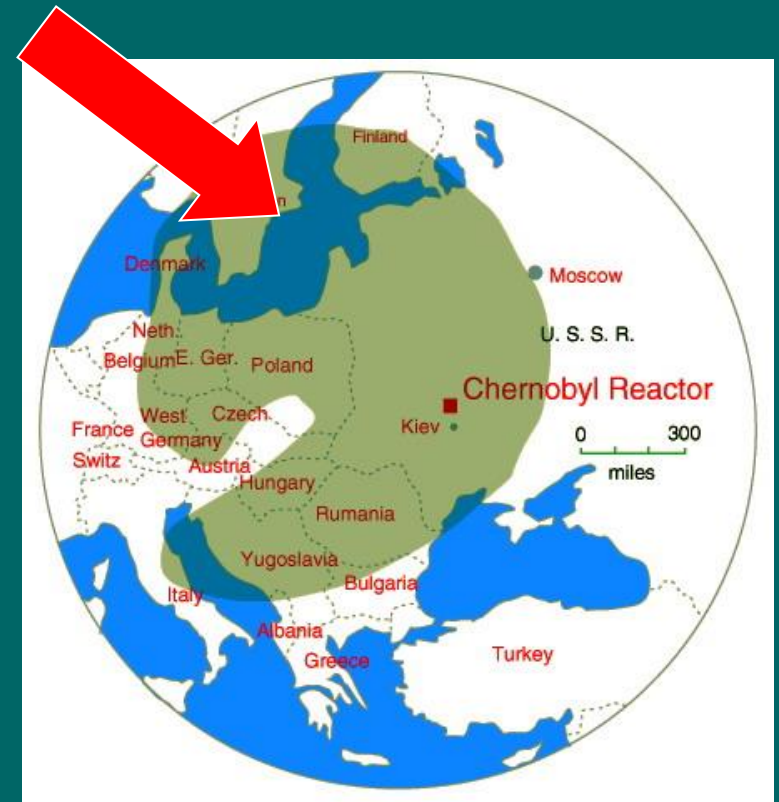 Finland
n
Denmark
Moscow
U. S. S. R.
Neth.
Belgium
E. Ger.
Poland
Chernobyl Reactor
West
Germany
Czech.
Kiev
France
Switz
Austria
0 300
miles
Hungary
Rumania
Yugoslavia
Bulgaria
Italy
Albania
Greece
Turkey